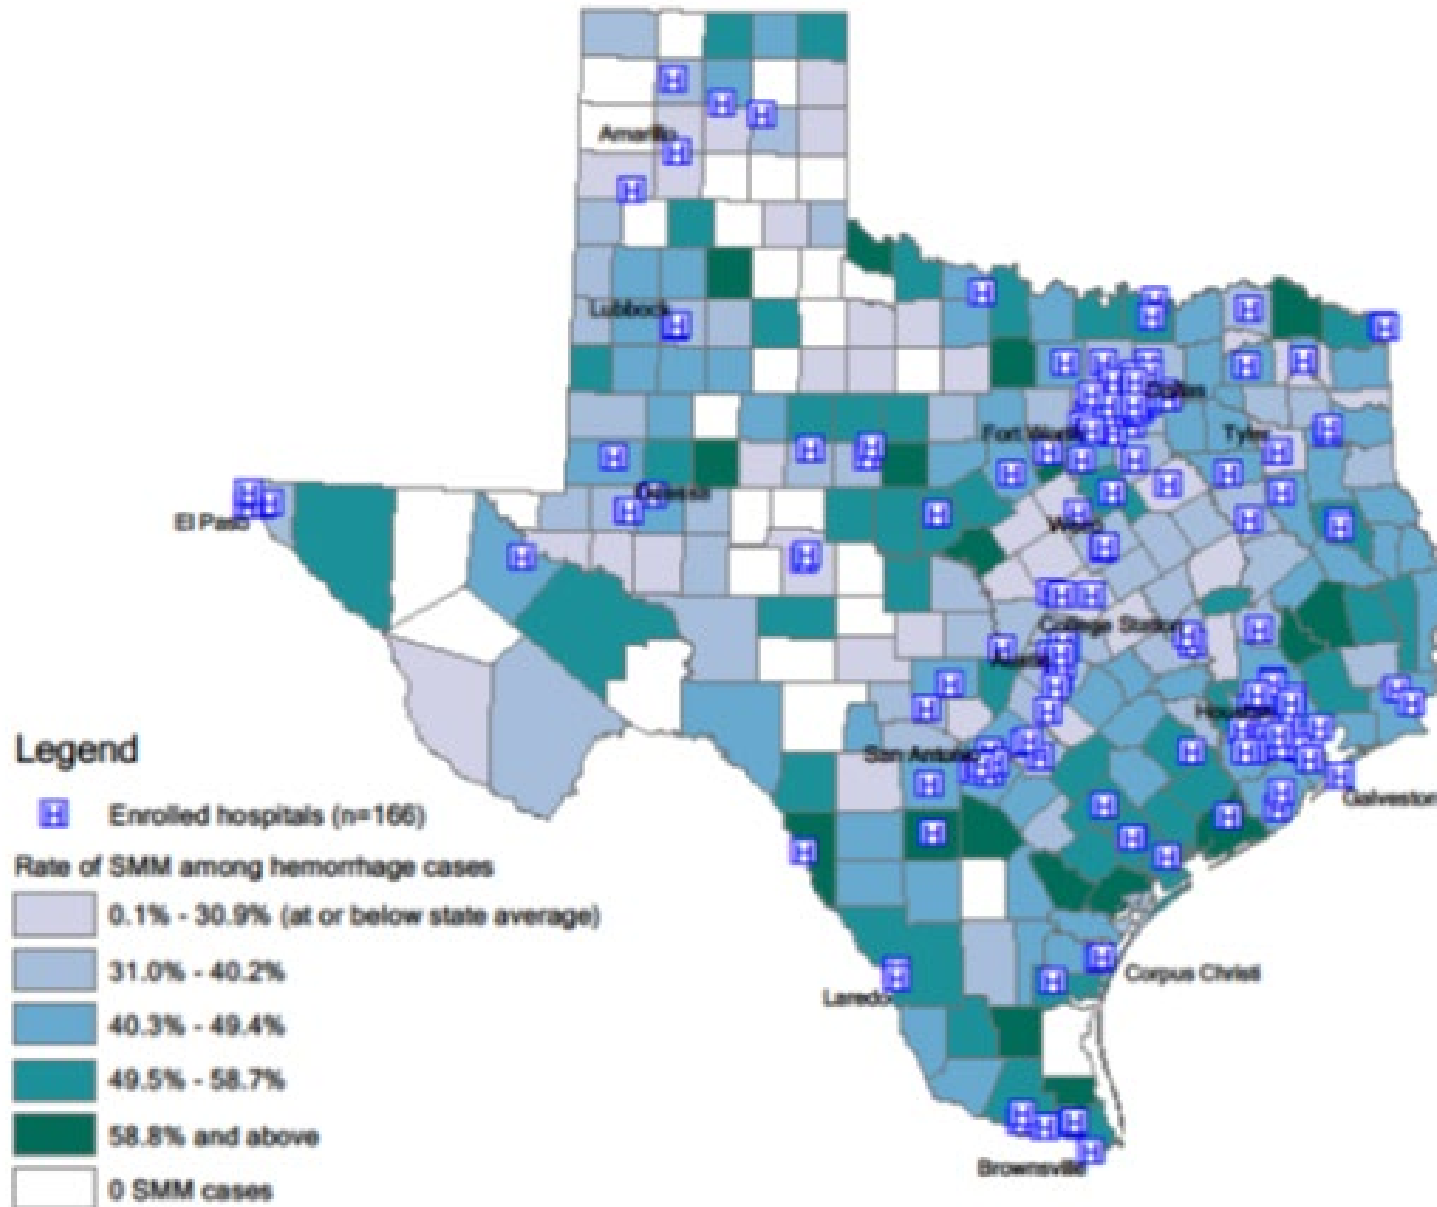 Amarillo
Lubbock
Dallas
Fort Worth
Tyler
Odessa
El Paso
Waco
College Station
Austin
Houston
San Antonio
Galveston
Corpus Christi
Laredo
Brownsville
Legend
H Enrolled hospitals (n=166)
Rate of SMM among hemorrhage cases
0.1% - 30.9% (at or below state average)
31.0% - 40.2%
40.3% - 49.4%
49.5% - 58.7%
58.8% and above
0 SMM cases